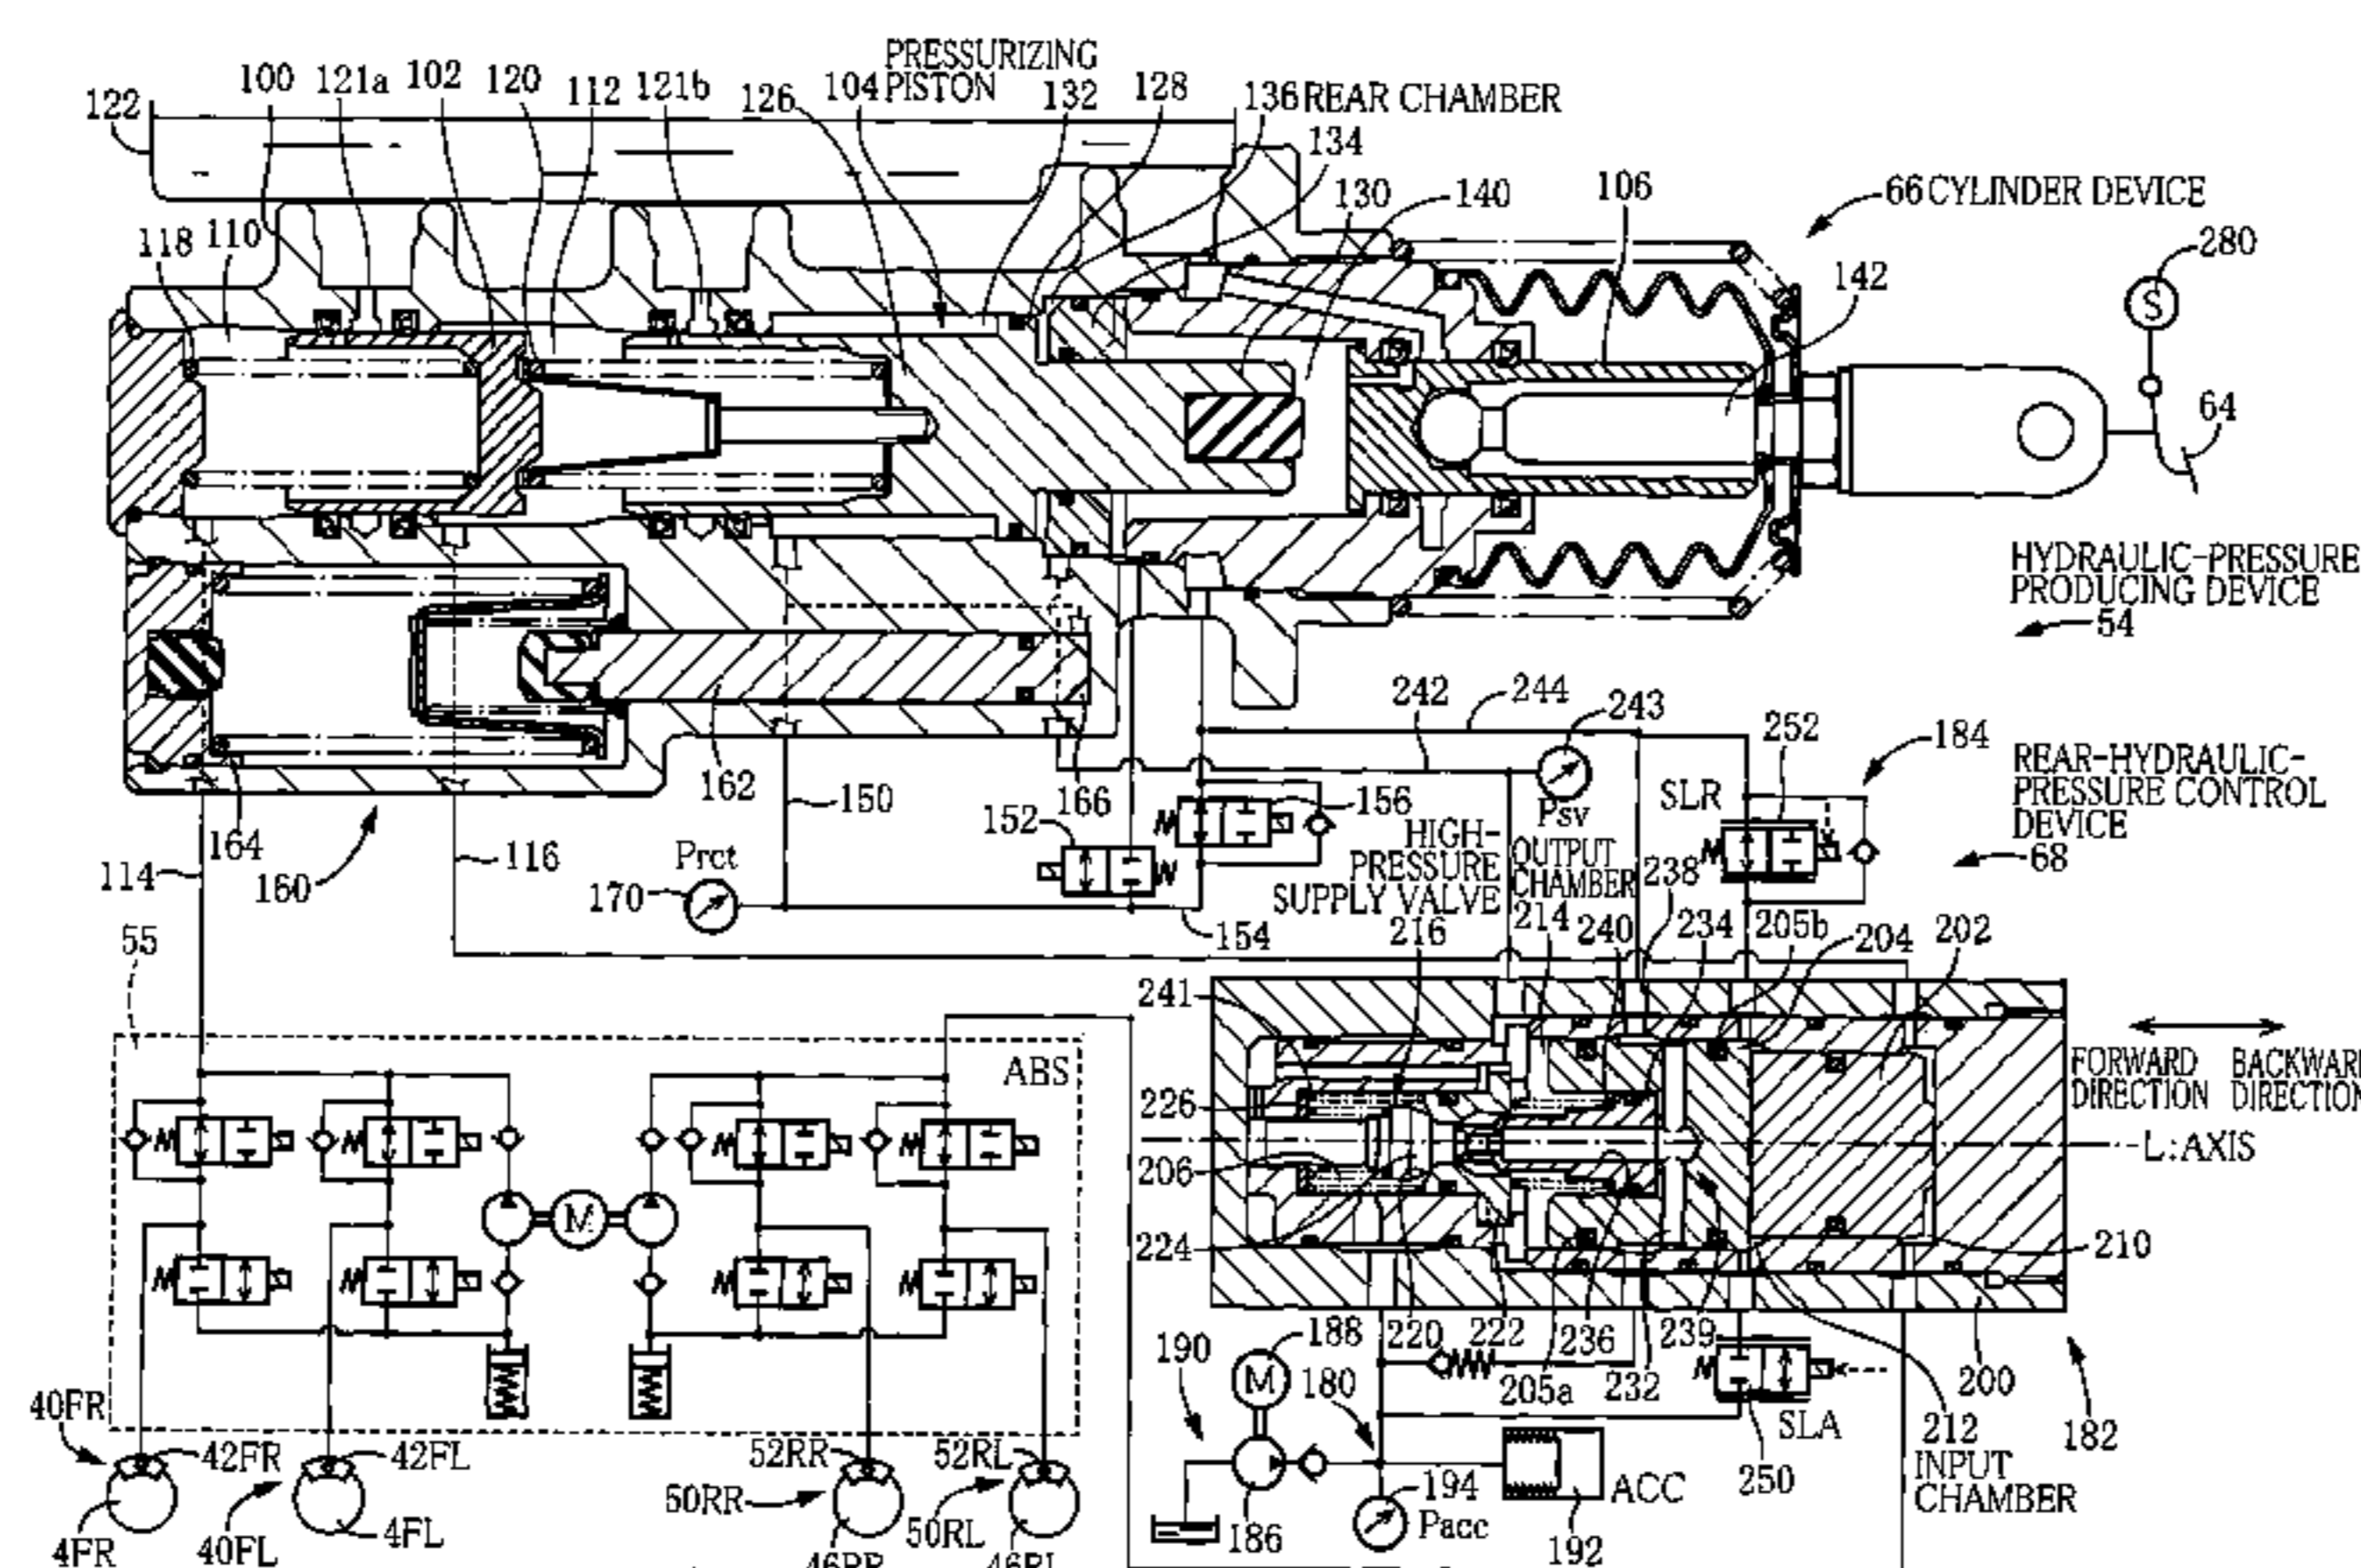 PRESSURIZING
100 121a 102 120 112 121b 126 104 PISTON 132 128 136 REAR CHAMBER
122
134
130 140 106
66 CYLINDER DEVICE
118 110
280
142
S
64
HYDRAULIC-PRESSURE
PRODUCING DEVICE
54
242 244 243
252 184
162 150 166 152 156
SLR
REAR-HYDRAULIC-
PRESSURE CONTROL
DEVICE
68
Psv
164 160 114 116
Prct
170
HIGH-
PRESSURE
SUPPLY VALVE
216
OUTPUT
CHAMBER
214
238
240 234 205b 204 202
154
55
241
ABS
FORWARD
DIRECTION
BACKWARD
DIRECTION
226
L:AXIS
206
M
224
210
220 222 236 239
205a 232
190 188
M
180
200
SLA
212
INPUT
CHAMBER
182
250
40FR 42FR 42FL 52RR 52RL
194
ACC
4FR 40FL 4FL 50RR 50RL
186 Pacc 192
46RR 46RL